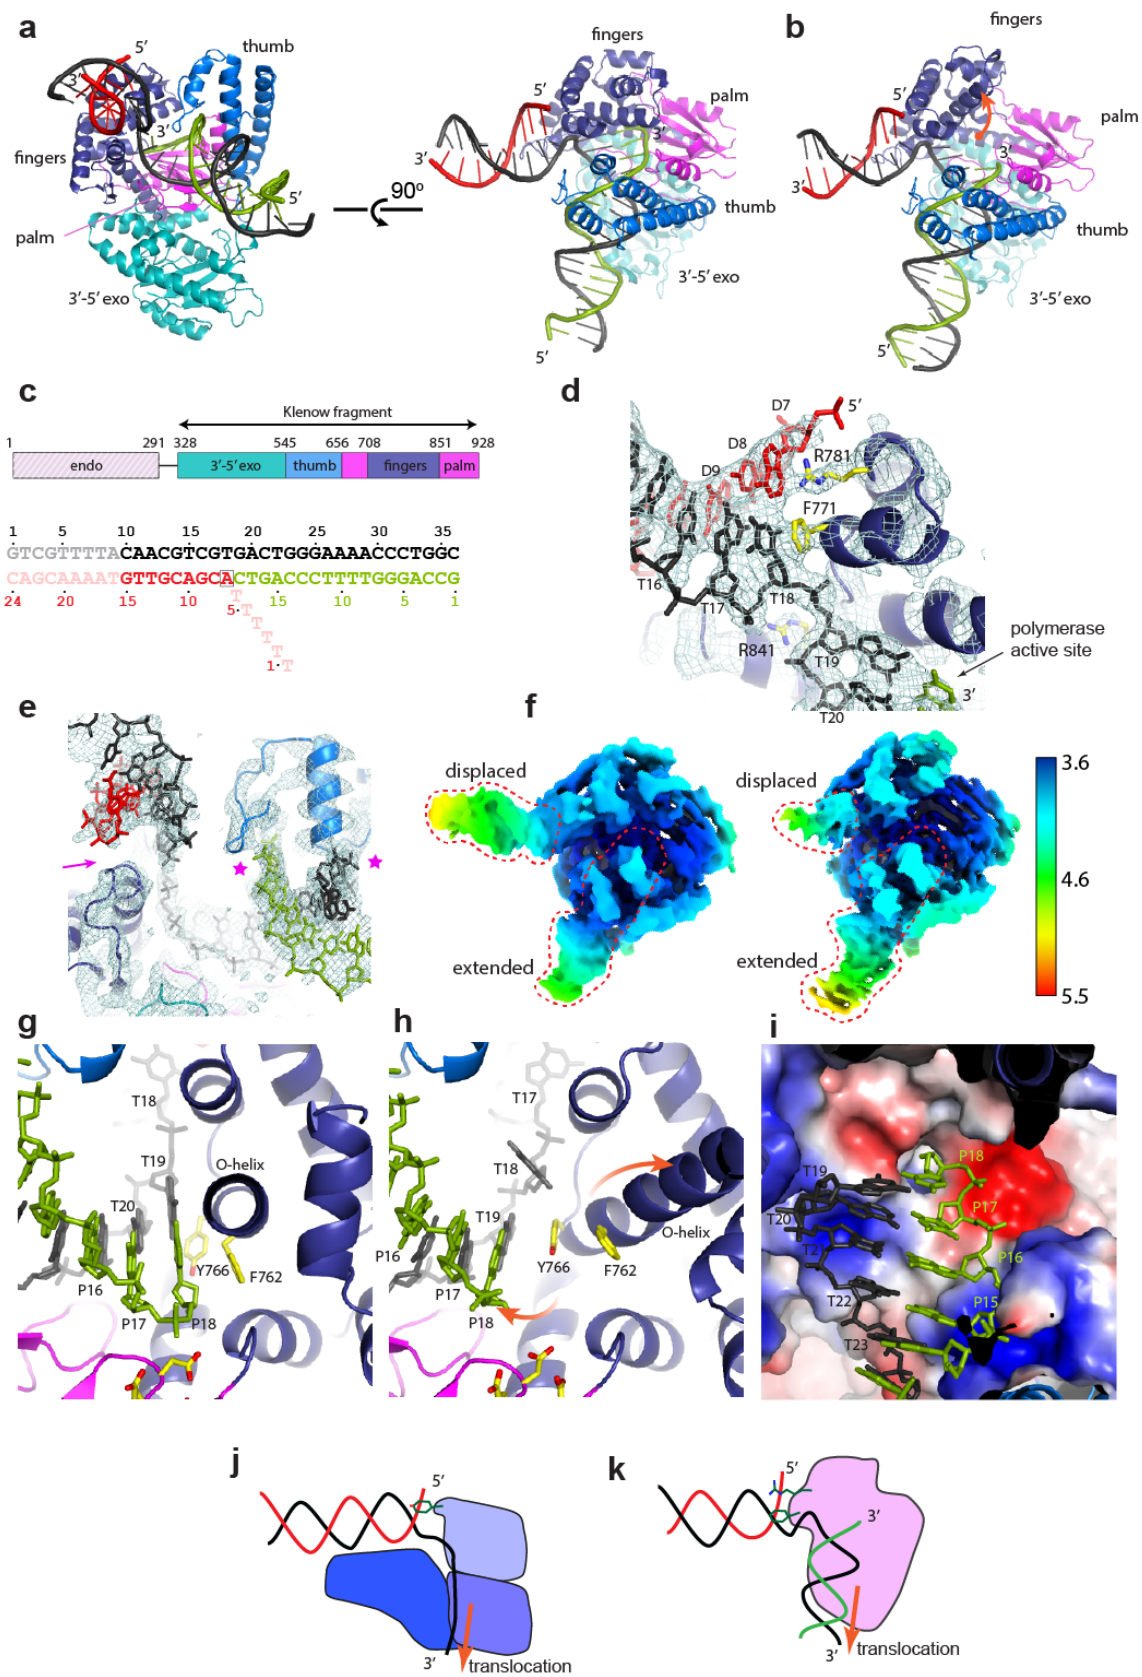 a
5′
3′
thumb
3′
fingers
5′
palm
3′-5′ exo
90º
fingers
5′
palm
3′
3′
thumb
3′-5′ exo
5′
b
fingers
5′
palm
3′
3′
thumb
3′-5′ exo
5′
c
Klenow fragment
1 291 328 545 656 708 851 928
endo 3′-5′ exo thumb fingers palm
1 5 10 15 20 25 30 35
GTCGTTTTACAACGTCGTGACTGGGAAAACCCTGGC
CAGCAAAATGTTGCAGCACTGACCCTTTTGGGACCG
24 20 15 10 5 15 10 5 1
T
T
T
T
T
T
1 T
d
D7
5′
D8
R781
D9
F771
T16
T17
T18
R841
T19
polymerase
active site
3′
T20
e
f
displaced
extended
displaced
extended
3.6
4.6
5.5
g
T18
T19
O-helix
T20
Y766
F762
P16
P17
P18
h
T17
T18
T19
O-helix
P16
Y766
F762
P17
P18
i
P18
T19
P17
T20
T21
P16
T22
P15
T23
j
5′
3′
translocation
k
5′
3′
3′
translocation